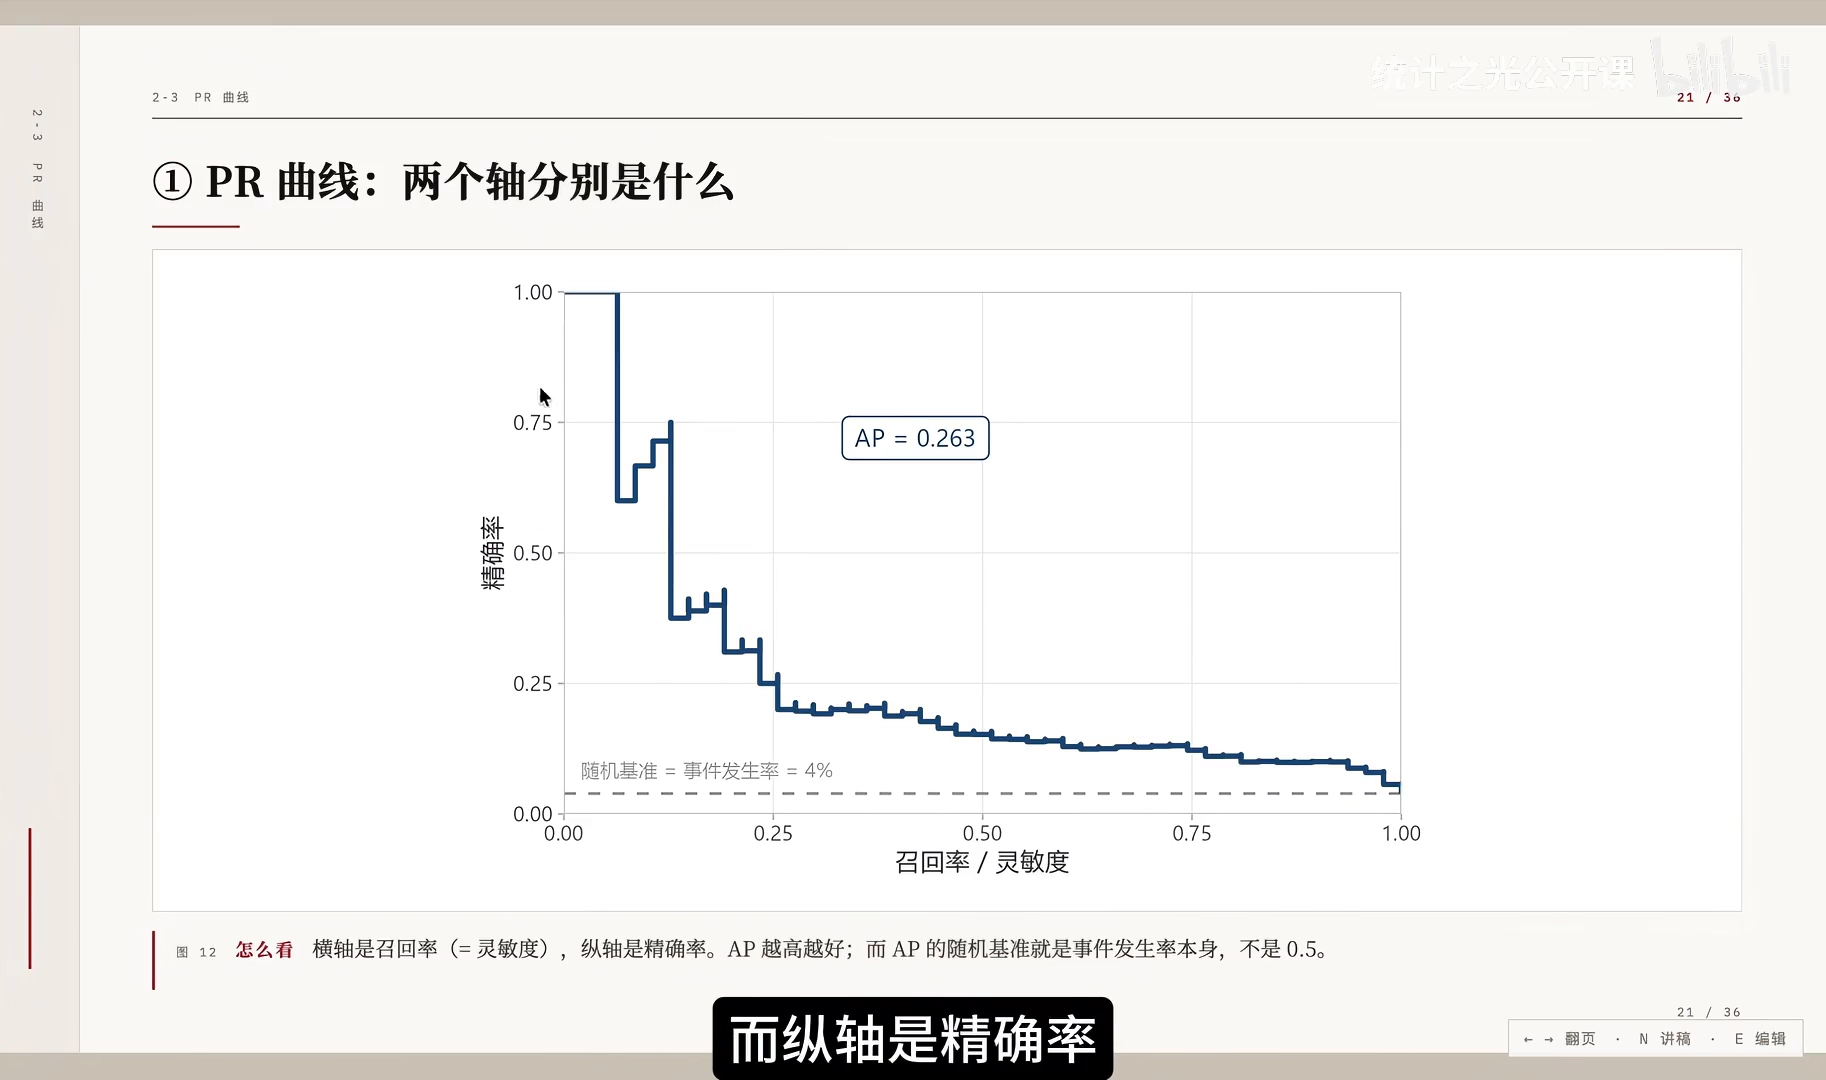 统计之光公开课 bilibili
2-3 PR 曲线
21 / 36
2-3 PR 曲线
① PR 曲线：两个轴分别是什么
1.00
0.75
0.50
0.25
0.00
精确率
AP = 0.263
随机基准 = 事件发生率 = 4%
0.00 0.25 0.50 0.75 1.00
召回率 / 灵敏度
图 12 怎么看 横轴是召回率（= 灵敏度），纵轴是精确率。AP 越高越好；而 AP 的随机基准就是事件发生率本身，不是 0.5。
21 / 36
而纵轴是精确率
← → 翻页 · N 讲稿 · E 编辑